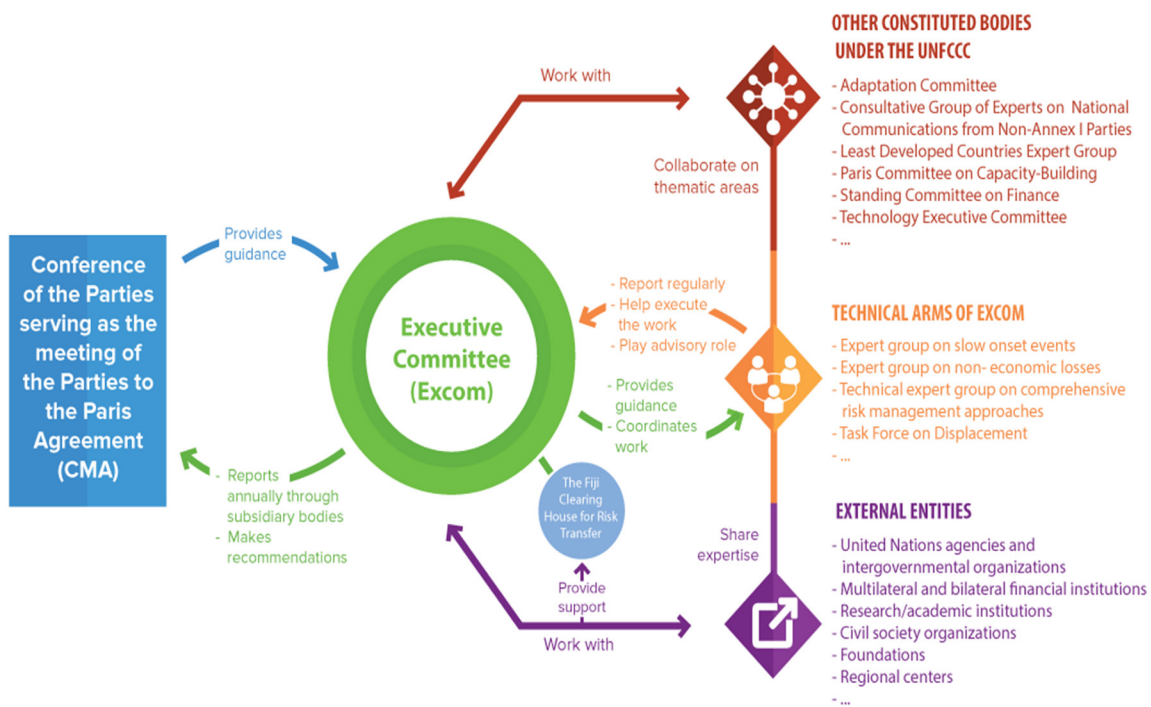 Conference
of the Parties
serving as the
meeting of
the Parties to
the Paris
Agreement
(CMA)
Provides
guidance
- Reports
annually through
subsidiary bodies
- Makes
recommendations
Executive
Committee
(Excom)
Work with
Collaborate on
thematic areas
- Report regularly
- Help execute
the work
- Play advisory role
- Provides
guidance
- Coordinates
work
The Fiji
Clearing
House for Risk
Transfer
Provide
support
Work with
Share
expertise
OTHER CONSTITUTED BODIES
UNDER THE UNFCCC
- Adaptation Committee
- Consultative Group of Experts on National
Communications from Non-Annex I Parties
- Least Developed Countries Expert Group
- Paris Committee on Capacity-Building
- Standing Committee on Finance
- Technology Executive Committee
- ...
TECHNICAL ARMS OF EXCOM
- Expert group on slow onset events
- Expert group on non- economic losses
- Technical expert group on comprehensive
risk management approaches
- Task Force on Displacement
- ...
EXTERNAL ENTITIES
- United Nations agencies and
intergovernmental organizations
- Multilateral and bilateral financial institutions
- Research/academic institutions
- Civil society organizations
- Foundations
- Regional centers
- ...